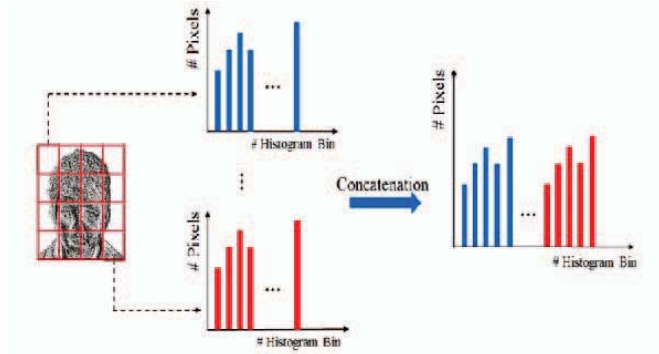 # Pixels
...
# Histogram Bin
...
# Pixels
...
# Histogram Bin
Concatenation
# Pixels
...
# Histogram Bin